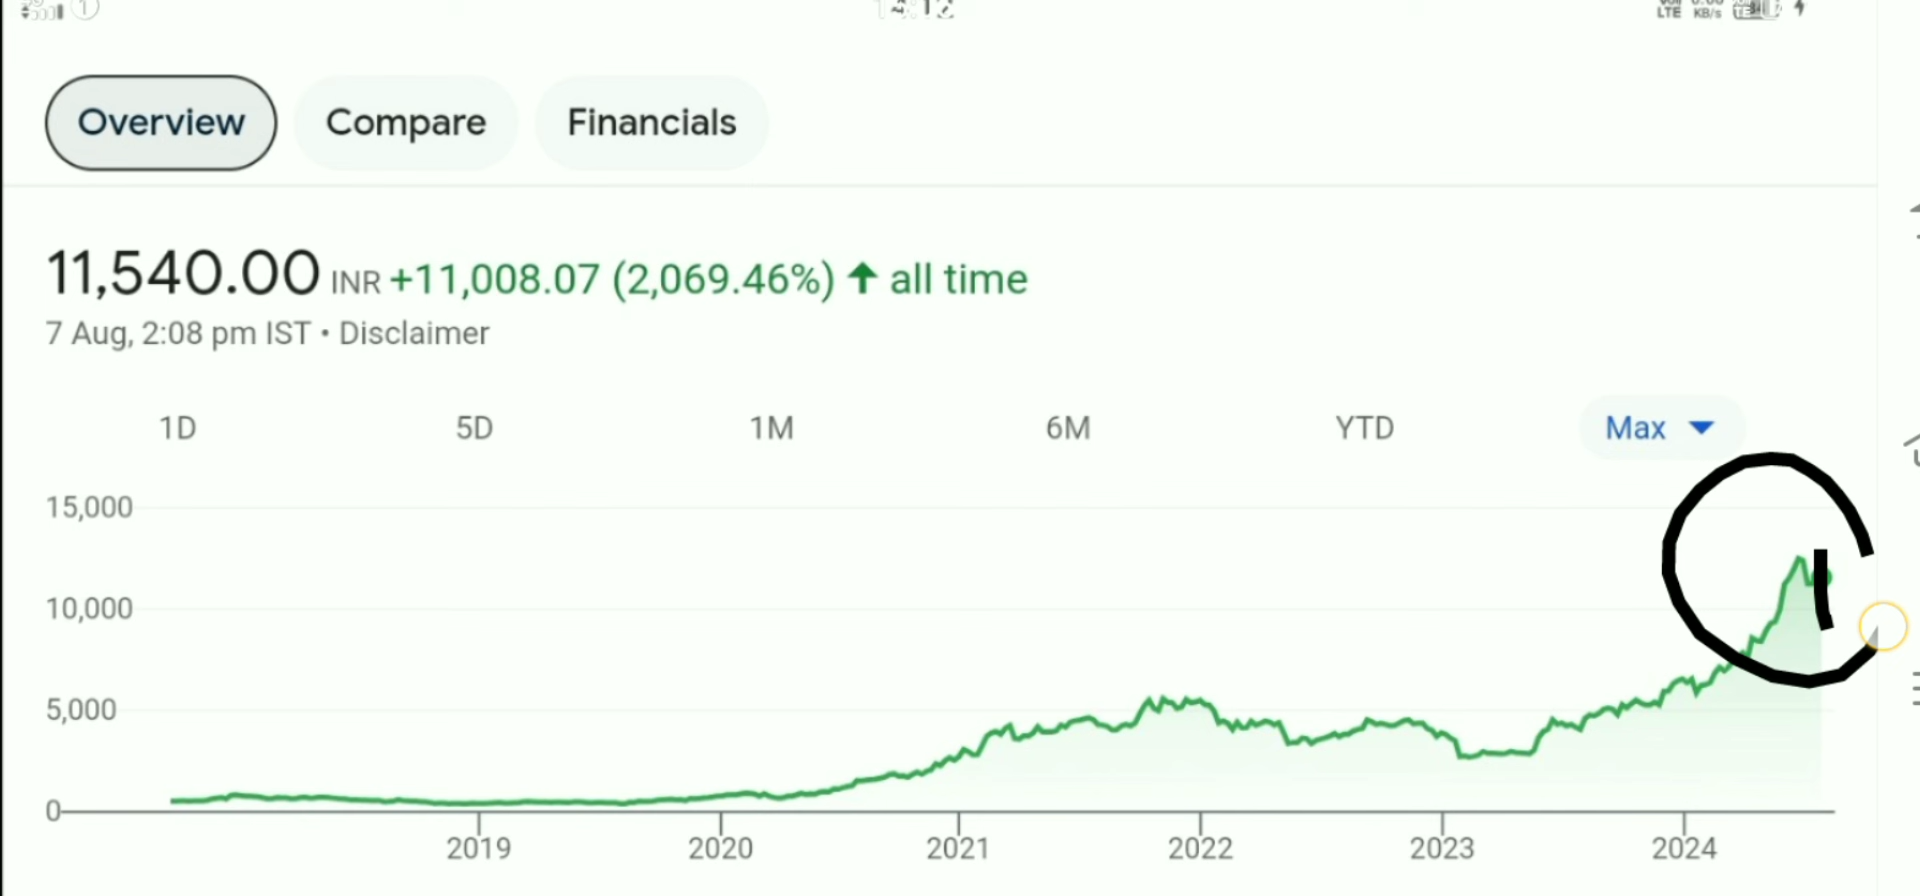 Overview Compare Financials
11,540.00 INR +11,008.07 (2,069.46%) ↑ all time
7 Aug, 2:08 pm IST • Disclaimer
1D 5D 1M 6M YTD Max
15,000
10,000
5,000
0
2019 2020 2021 2022 2023 2024